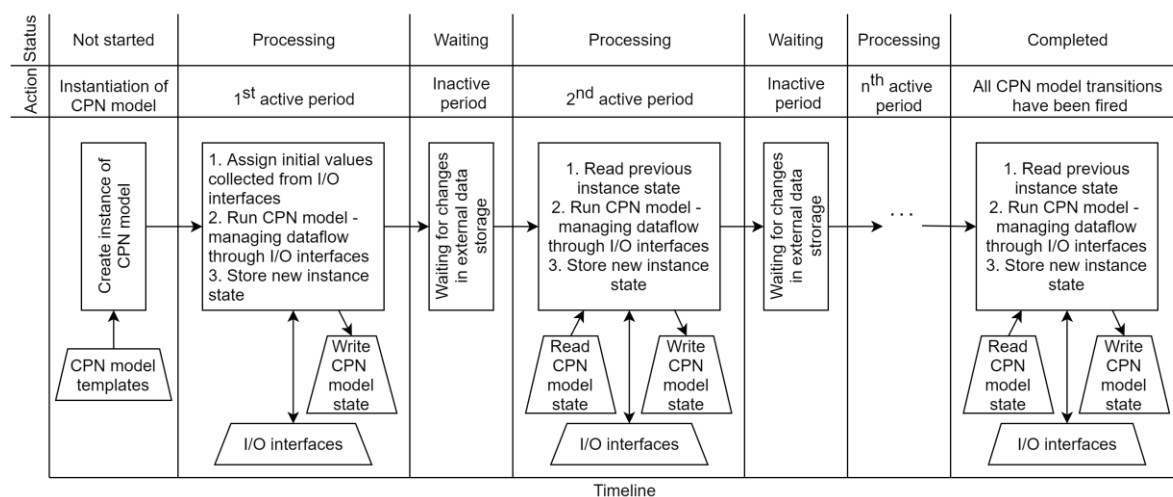 Status
Not started
Processing
Waiting
Processing
Waiting
Processing
Completed
Action
Instantiation of
CPN model
1st active period
Inactive
period
2nd active period
Inactive
period
nth active
period
All CPN model transitions
have been fired
Create instance of
CPN model
1. Assign initial values
collected from I/O
interfaces
2. Run CPN model -
managing dataflow
through I/O interfaces
3. Store new instance
state
Waiting for changes
in external data
storage
1. Read previous
instance state
2. Run CPN model -
managing dataflow
through I/O interfaces
3. Store new instance
state
Waiting for changes
in external data
strorage
. . .
1. Read previous
instance state
2. Run CPN model -
managing dataflow
through I/O interfaces
3. Store new instance
state
CPN model
templates
Write
CPN
model
state
I/O interfaces
Read
CPN
model
state
Write
CPN
model
state
I/O interfaces
Read
CPN
model
state
Write
CPN
model
state
I/O interfaces
Timeline